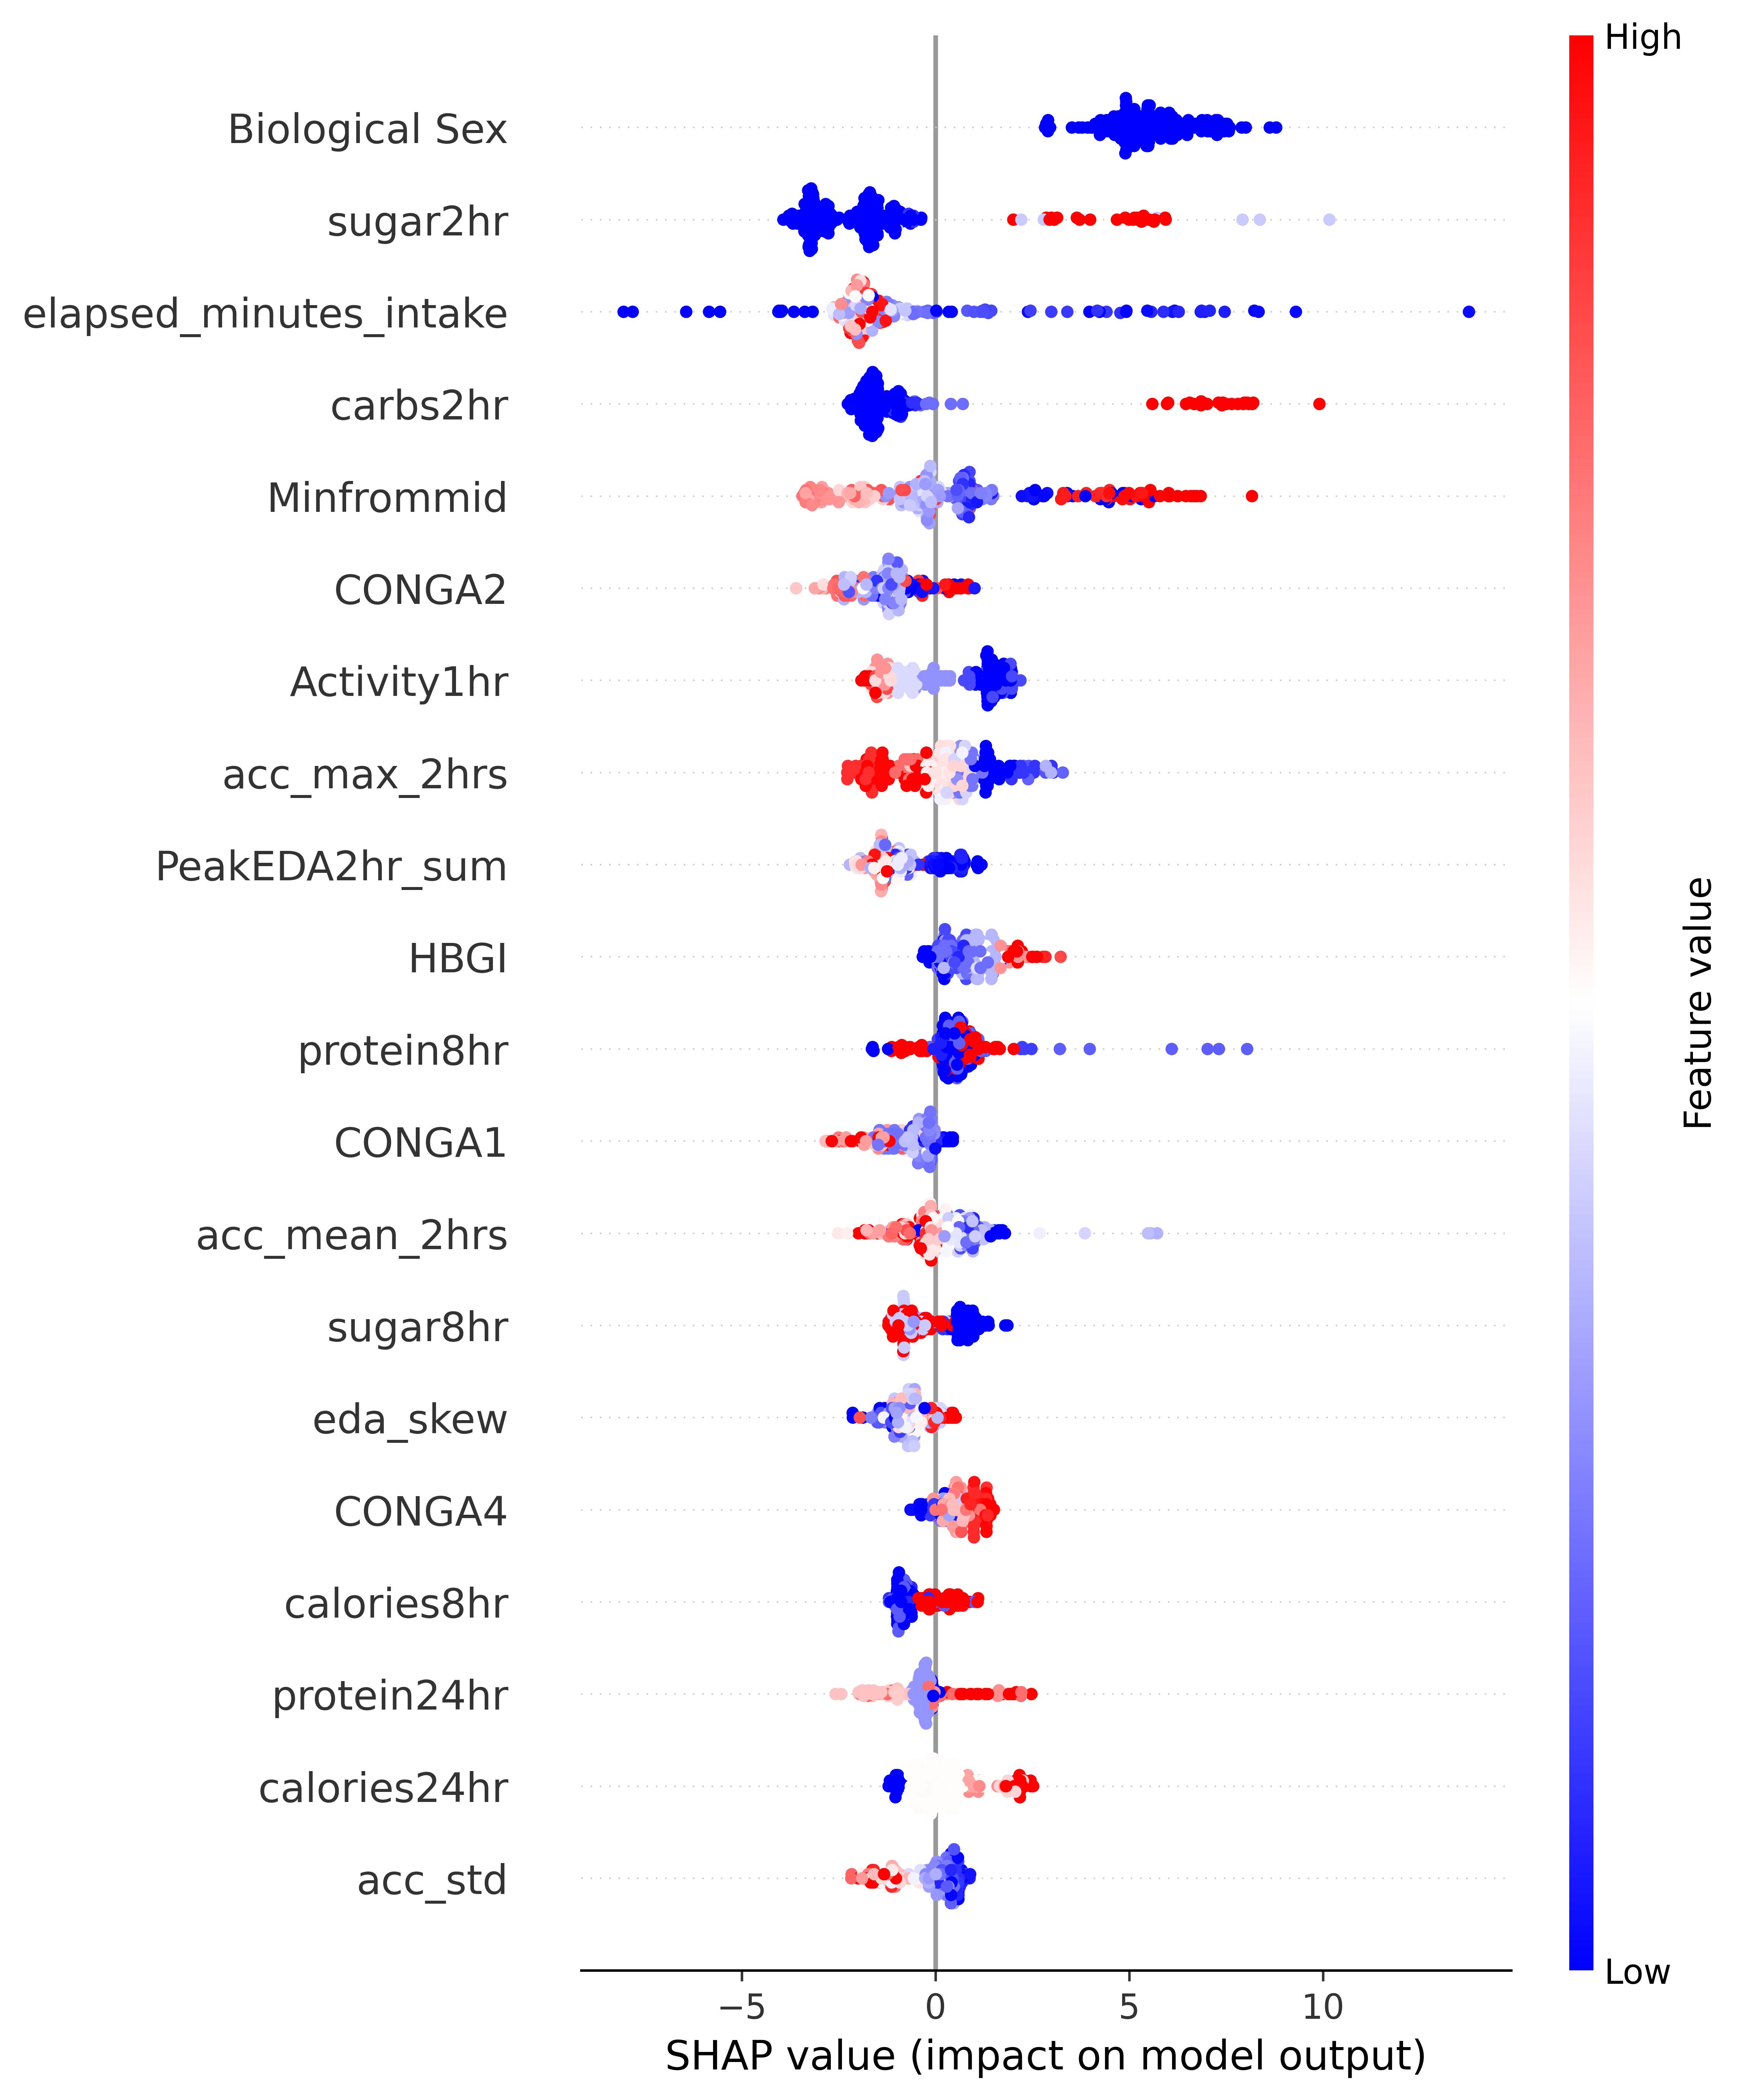 High
Biological Sex
sugar2hr
elapsed_minutes_intake
carbs2hr
Minfrommid
CONGA2
Activity1hr
acc_max_2hrs
PeakEDA2hr_sum
HBGI
protein8hr
CONGA1
acc_mean_2hrs
sugar8hr
eda_skew
CONGA4
calories8hr
protein24hr
calories24hr
acc_std
Feature value
Low
−5 0 5 10
SHAP value (impact on model output)